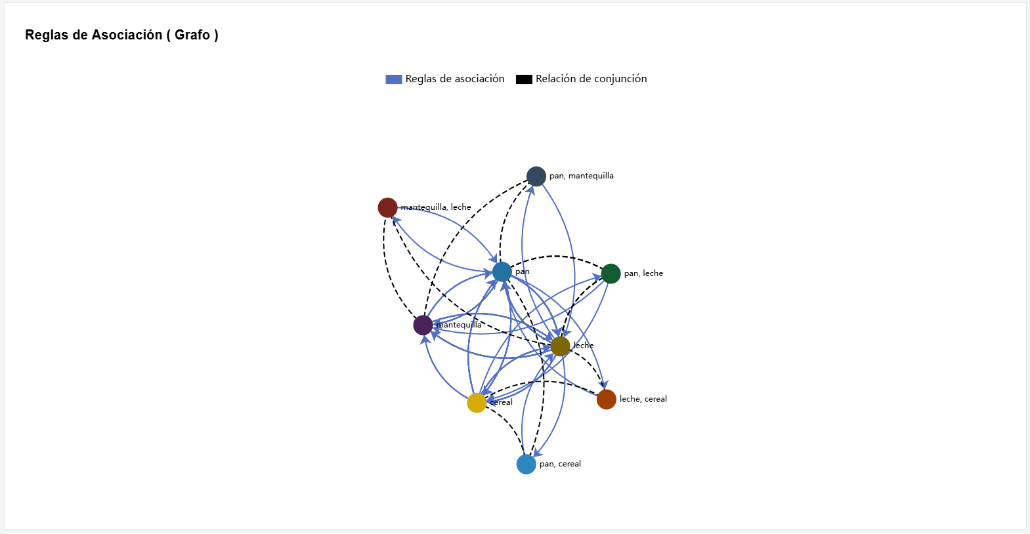 Reglas de Asociación ( Grafo )
Reglas de asociación
Relación de conjunción
pan, mantequilla
mantequilla, leche
pan
pan, leche
mantequilla
leche
leche, cereal
cereal
pan, cereal